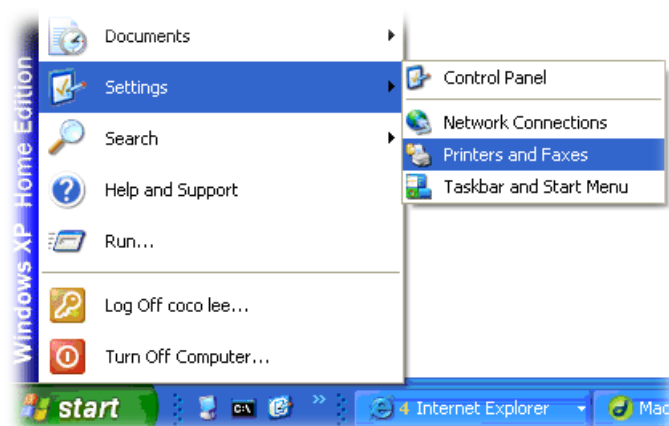 Windows XP Home Edition
Documents
Settings
Search
Help and Support
Run...
Log Off coco lee...
Turn Off Computer...
Control Panel
Network Connections
Printers and Faxes
Taskbar and Start Menu
start
C:\
4 Internet Explorer
Mac